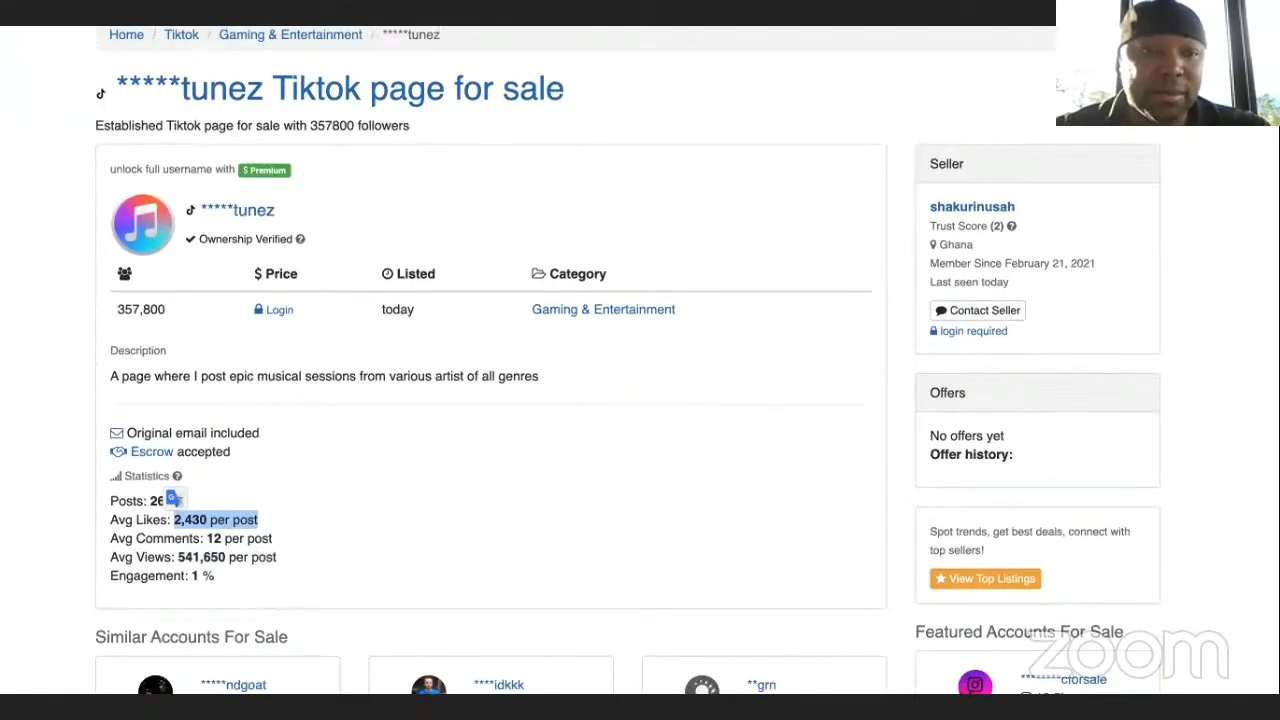 Home / Tiktok / Gaming & Entertainment / *****tunez
*****tunez Tiktok page for sale
Established Tiktok page for sale with 357800 followers
unlock full username with $ Premium
*****tunez
Ownership Verified
$ Price
Listed
Category
357,800
Login
today
Gaming & Entertainment
Description
A page where I post epic musical sessions from various artist of all genres
Original email included
Escrow accepted
Statistics
Posts: 26
Avg Likes: 2,430 per post
Avg Comments: 12 per post
Avg Views: 541,650 per post
Engagement: 1 %
Seller
shakurinusah
Trust Score (2)
Ghana
Member Since February 21, 2021
Last seen today
Contact Seller
login required
Offers
No offers yet
Offer history:
Spot trends, get best deals, connect with
top sellers!
View Top Listings
Similar Accounts For Sale
*****ndgoat
****idkkk
**grn
Featured Accounts For Sale
********cforsale
zoom